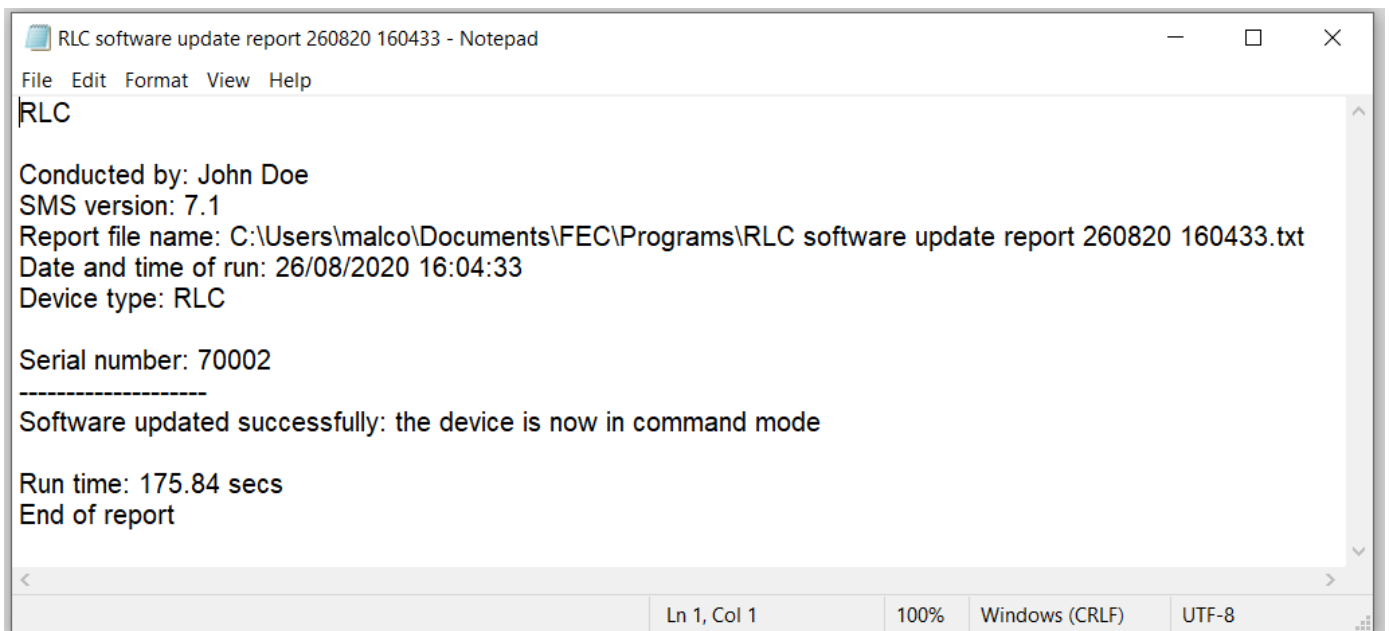 RLC software update report 260820 160433 - Notepad
File Edit Format View Help
RLC
Conducted by: John Doe
SMS version: 7.1
Report file name: C:\Users\malco\Documents\FEC\Programs\RLC software update report 260820 160433.txt
Date and time of run: 26/08/2020 16:04:33
Device type: RLC
Serial number: 70002
--------------------
Software updated successfully: the device is now in command mode
Run time: 175.84 secs
End of report
Ln 1, Col 1 100% Windows (CRLF) UTF-8